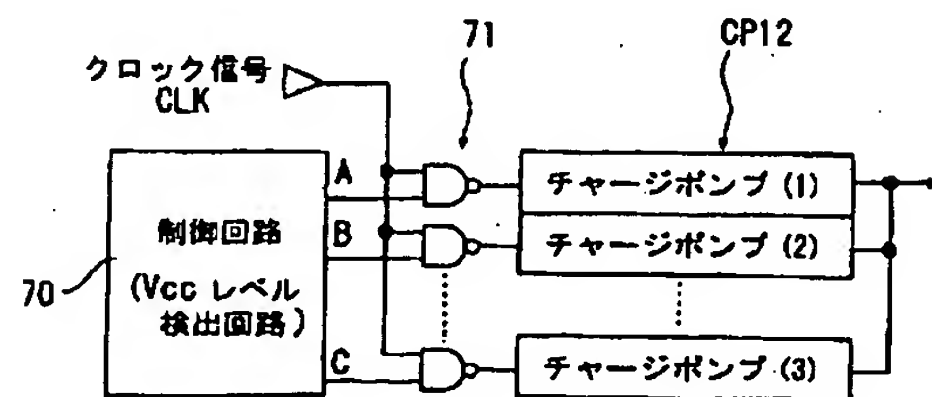 71
CP12
クロック信号
CLK
A
チャージポンプ (1)
制御回路
B
チャージポンプ (2)
70
(Vcc レベル
検出回路)
C
チャージポンプ (3)